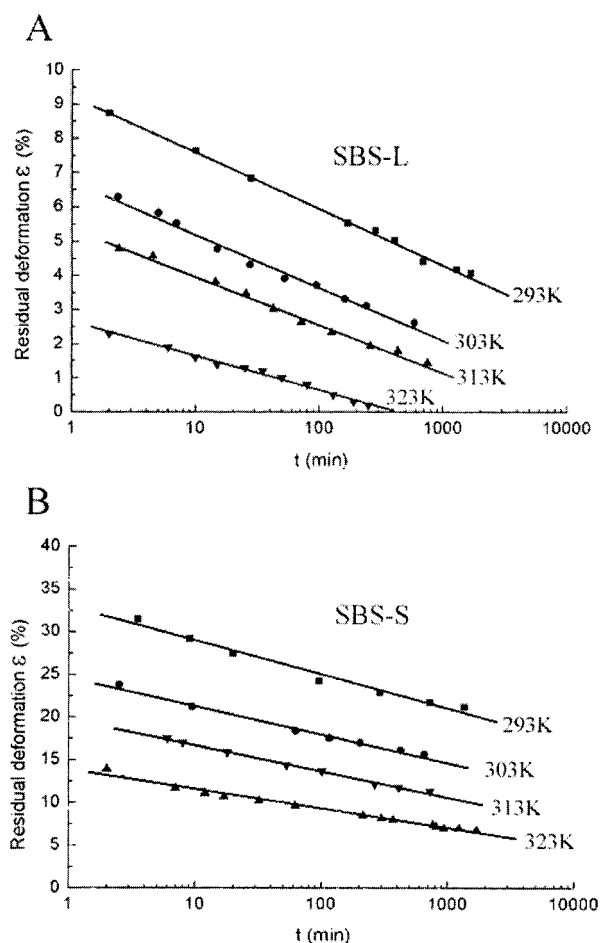 A
10
9
8
7
6
5
4
3
2
1
0
Residual deformation ε (%)
SBS-L
293K
303K
313K
323K
1 10 100 1000 10000
t (min)
B
40
35
30
25
20
15
10
5
0
Residual deformation ε (%)
SBS-S
293K
303K
313K
323K
1 10 100 1000 10000
t (min)